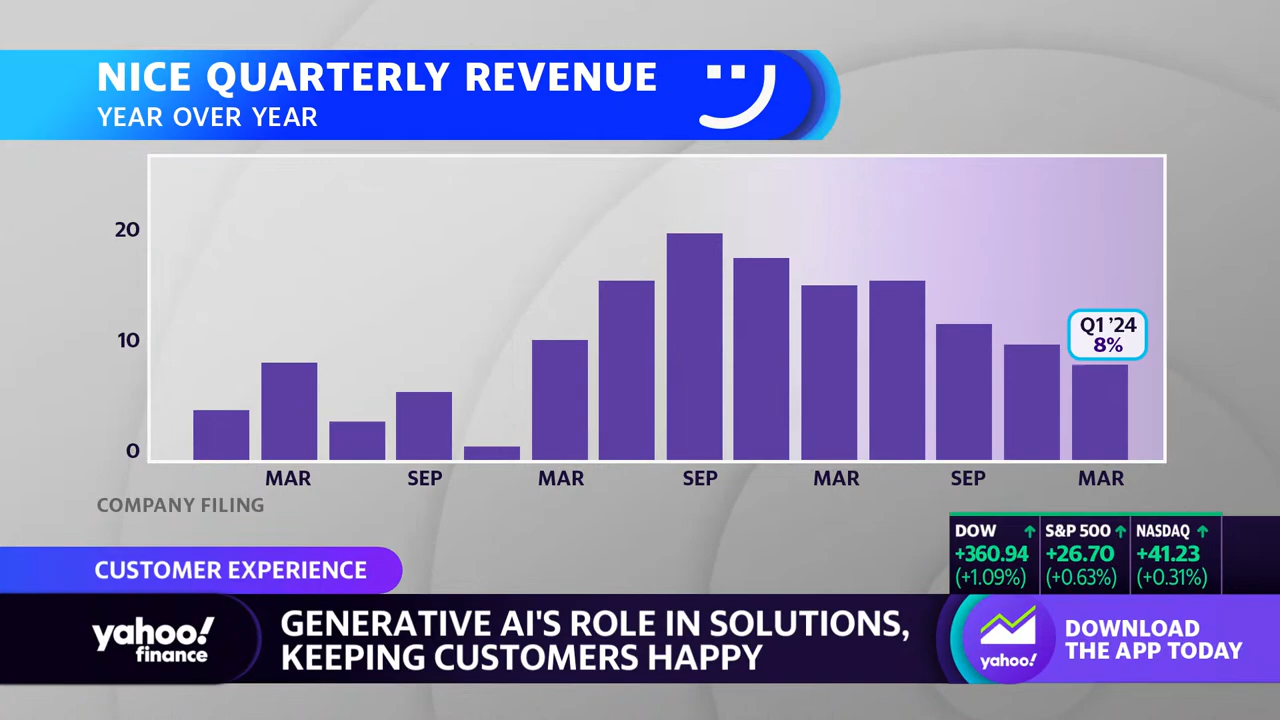 NICE QUARTERLY REVENUE
YEAR OVER YEAR
20
10
0
Q1 ’24
8%
MAR SEP MAR SEP MAR SEP MAR
COMPANY FILING
DOW S&P 500 NASDAQ
+360.94 +26.70 +41.23
(+1.09%) (+0.63%) (+0.31%)
CUSTOMER EXPERIENCE
yahoo!
finance
GENERATIVE AI'S ROLE IN SOLUTIONS,
KEEPING CUSTOMERS HAPPY
yahoo!
DOWNLOAD
THE APP TODAY